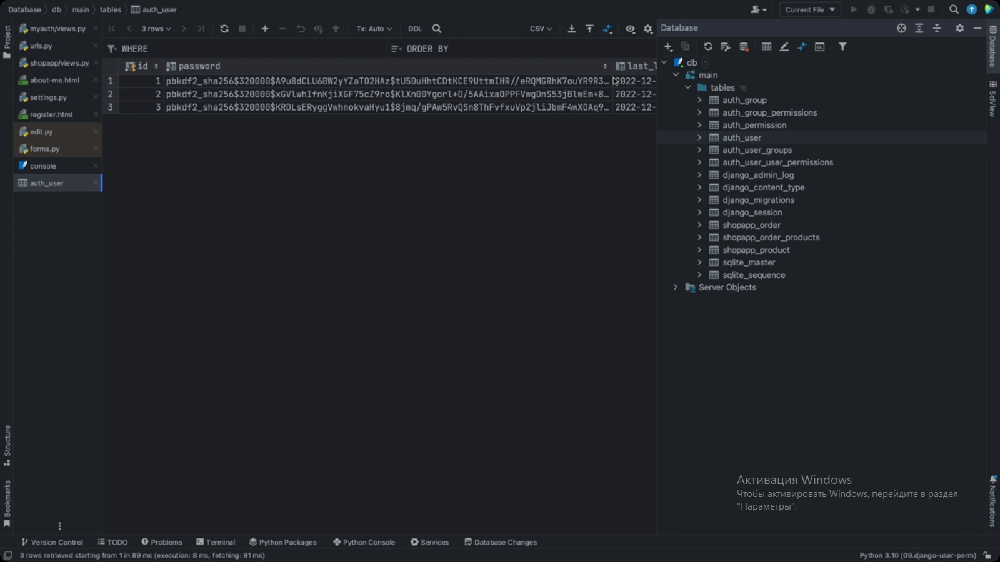 Database db main tables auth_user
Current File
Project
myauth/views.py
urls.py
shopapp/views.py
about-me.html
settings.py
register.html
edit.py
forms.py
console
auth_user
3 rows
Tx: Auto
DDL
CSV
WHERE
ORDER BY
id password last_l
1 1 pbkdf2_sha256$320000$A9u8dCLU6BW2yYZaTO2HAz$tU50uHhtCDtKCE9UttmIHR//eRQMGRhK7ouYR9R3… 2022-12-
2 2 pbkdf2_sha256$320000$xGVlwhIfnKjiXGF75cZ9ro$KlXn00Ygorl+O/5AAixaOPPFVwgDnS53jBlwEm+8… 2022-12-
3 3 pbkdf2_sha256$320000$KRDLsERyggVwhnokvaHyu1$8jmq/gPAw5RvQSn8ThFvfxuVp2jliJbmF4wXOAq9… 2022-12-
Database
db 1
main
tables 15
auth_group
auth_group_permissions
auth_permission
auth_user
auth_user_groups
auth_user_user_permissions
django_admin_log
django_content_type
django_migrations
django_session
shopapp_order
shopapp_order_products
shopapp_product
sqlite_master
sqlite_sequence
Server Objects
Database
SciView
Notifications
Structure
Bookmarks
Активация Windows
Чтобы активировать Windows, перейдите в раздел
"Параметры".
Version Control TODO Problems Terminal Python Packages Python Console Services Database Changes
3 rows retrieved starting from 1 in 89 ms (execution: 8 ms, fetching: 81 ms)
Python 3.10 (09.django-user-perm)